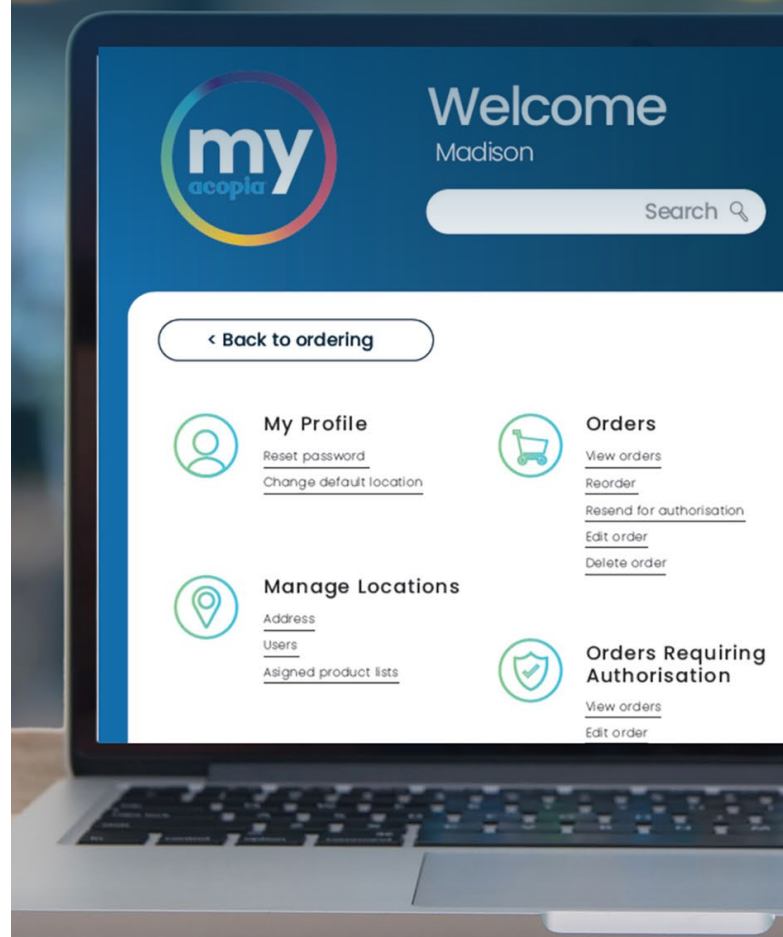 my
acopia
Welcome
Madison
Search
< Back to ordering
My Profile
Reset password
Change default location
Manage Locations
Address
Users
Asigned product lists
Orders
View orders
Reorder
Resend for authorisation
Edit order
Delete order
Orders Requiring
Authorisation
View orders
Edit order